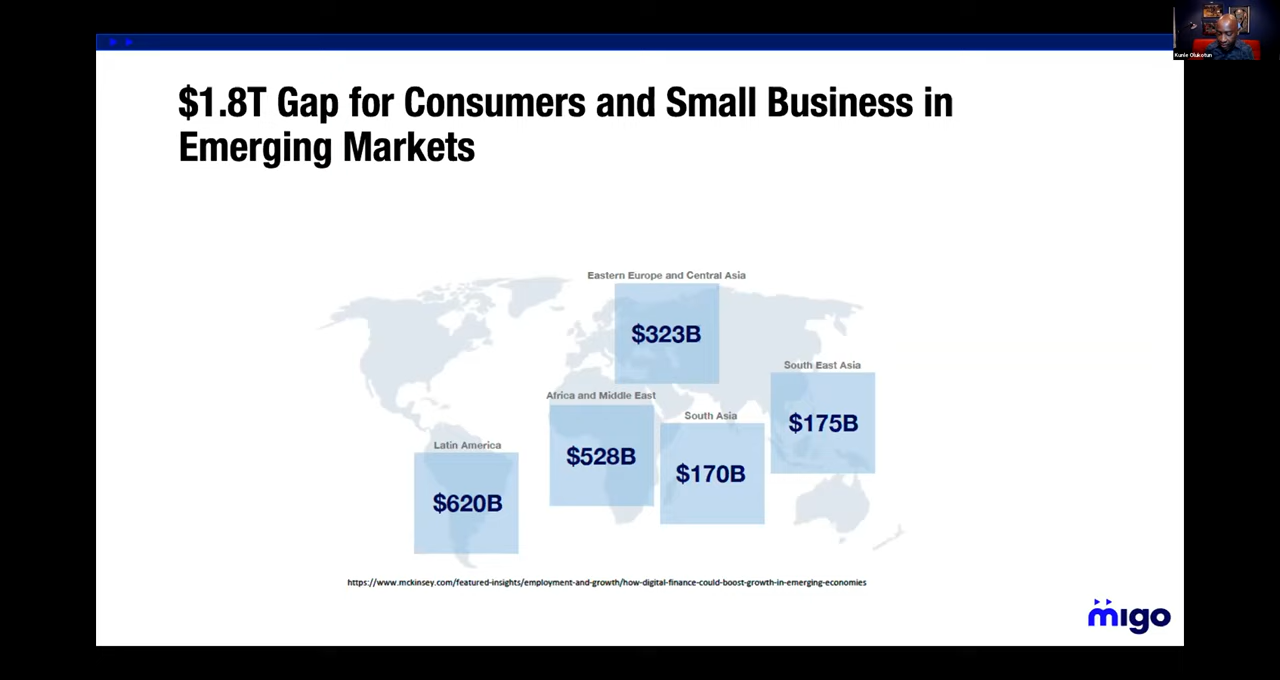 Kunle Olukotun
$1.8T Gap for Consumers and Small Business in
Emerging Markets
Eastern Europe and Central Asia
$323B
South East Asia
$175B
Africa and Middle East
$528B
South Asia
$170B
Latin America
$620B
https://www.mckinsey.com/featured-insights/employment-and-growth/how-digital-finance-could-boost-growth-in-emerging-economies
migo